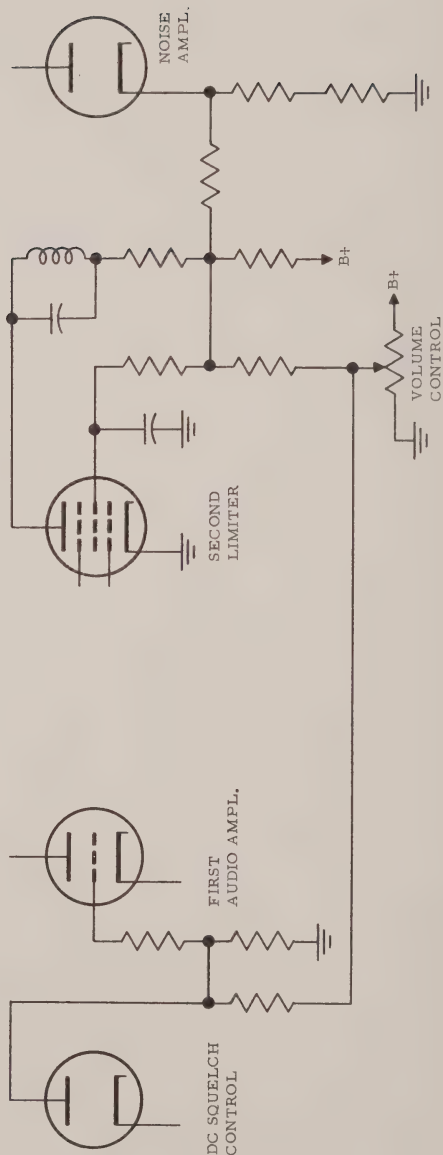 DC SQUELCH
CONTROL
FIRST
AUDIO AMPL.
SECOND
LIMITER
NOISE
AMPL.
B+
B+
VOLUME
CONTROL